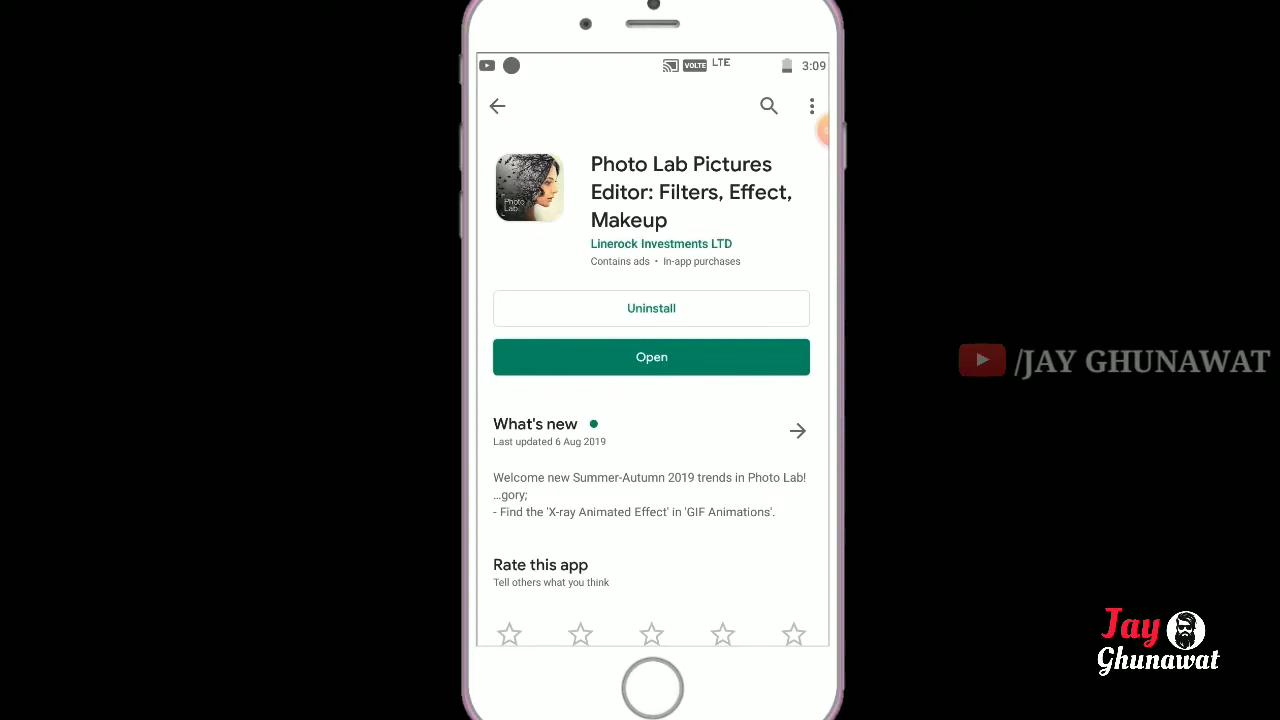 VOLTE LTE 3:09
Photo Lab Pictures
Editor: Filters, Effect,
Makeup
Photo
Lab
Linerock Investments LTD
Contains ads • In-app purchases
Uninstall
Open
/JAY GHUNAWAT
What's new
Last updated 6 Aug 2019
Welcome new Summer-Autumn 2019 trends in Photo Lab!
...gory;
- Find the 'X-ray Animated Effect' in 'GIF Animations'.
Rate this app
Tell others what you think
Jay
Ghunawat